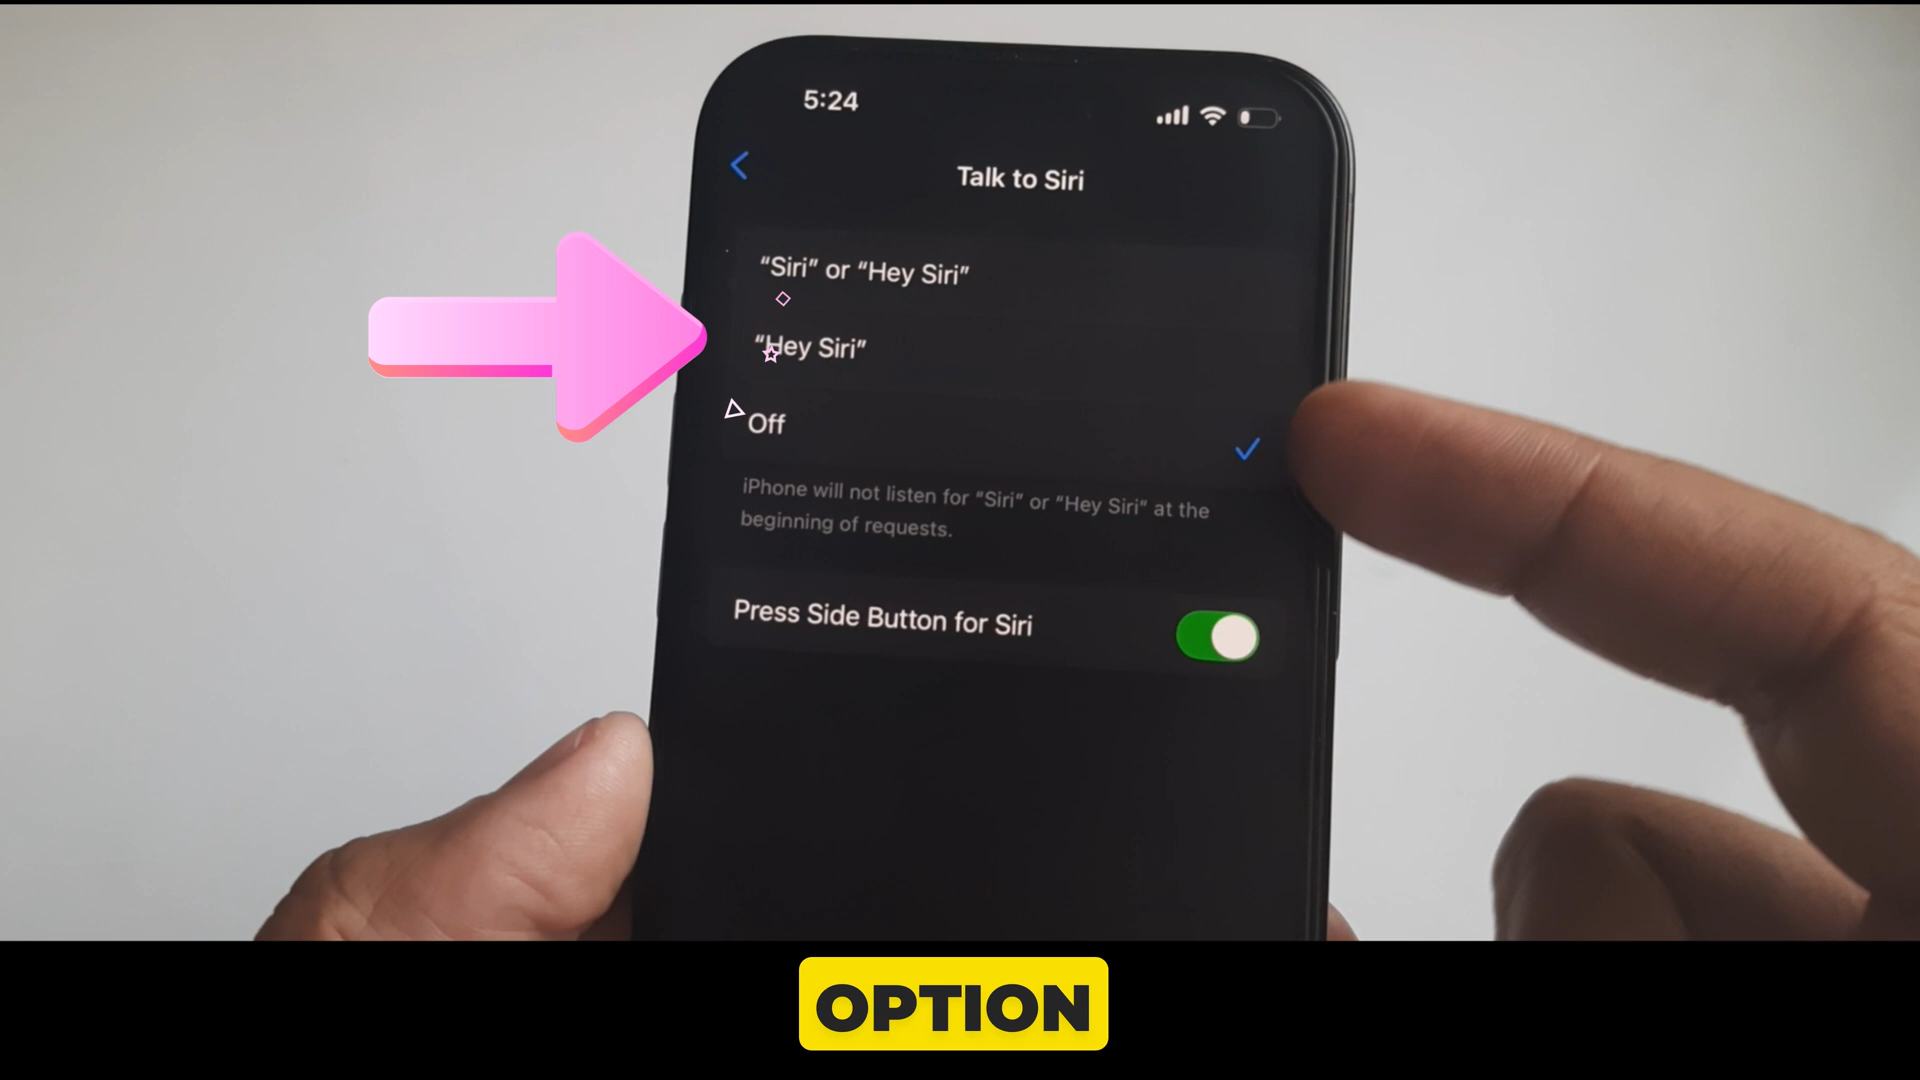 5:24
Talk to Siri
“Siri” or “Hey Siri”
“Hey Siri”
Off
iPhone will not listen for “Siri” or “Hey Siri” at the
beginning of requests.
Press Side Button for Siri
OPTION